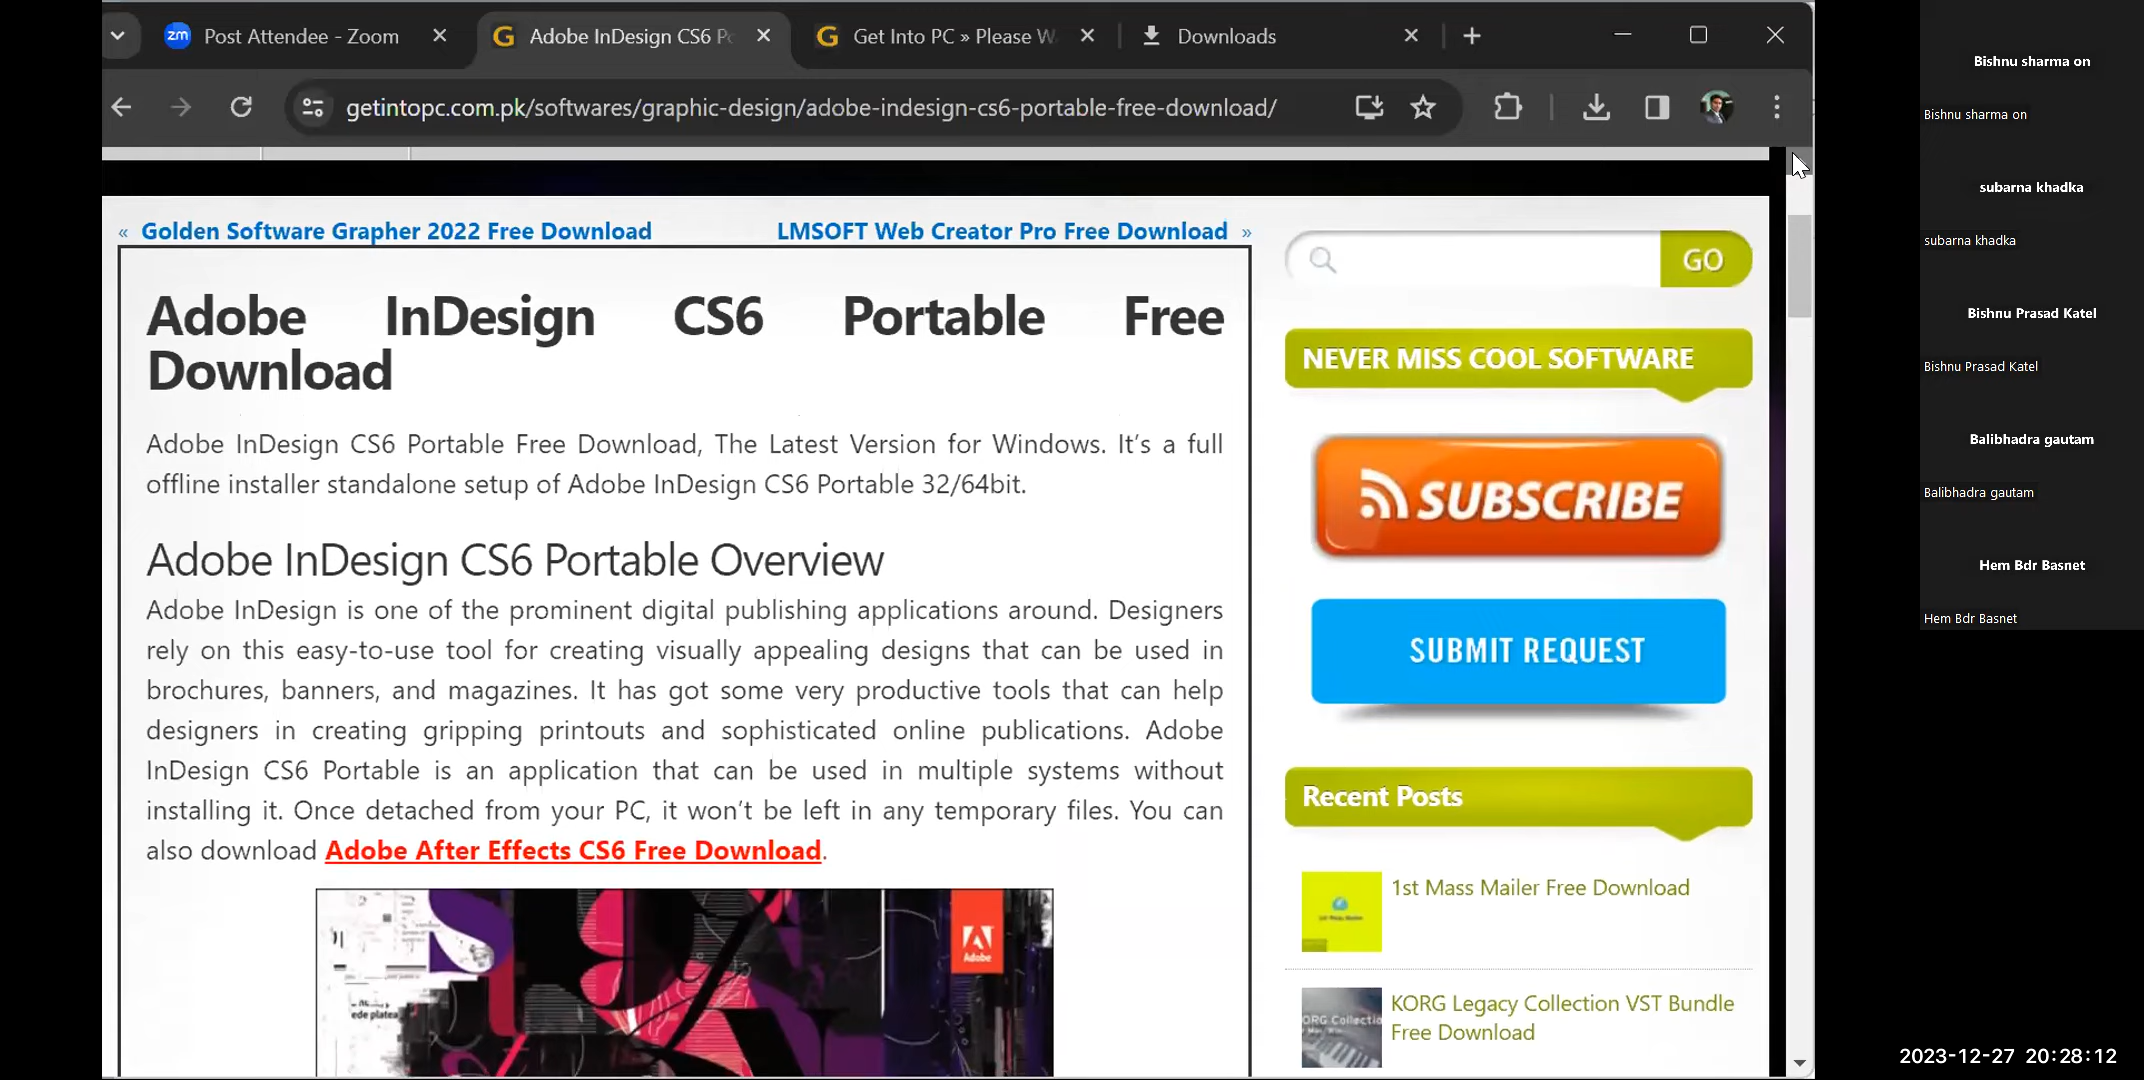 Post Attendee - Zoom
Adobe InDesign CS6 Po
Get Into PC » Please W
Downloads
getintopc.com.pk/softwares/graphic-design/adobe-indesign-cs6-portable-free-download/
« Golden Software Grapher 2022 Free Download
LMSOFT Web Creator Pro Free Download »
Adobe InDesign CS6 Portable Free
Download
Adobe InDesign CS6 Portable Free Download, The Latest Version for Windows. It’s a full
offline installer standalone setup of Adobe InDesign CS6 Portable 32/64bit.
Adobe InDesign CS6 Portable Overview
Adobe InDesign is one of the prominent digital publishing applications around. Designers
rely on this easy-to-use tool for creating visually appealing designs that can be used in
brochures, banners, and magazines. It has got some very productive tools that can help
designers in creating gripping printouts and sophisticated online publications. Adobe
InDesign CS6 Portable is an application that can be used in multiple systems without
installing it. Once detached from your PC, it won’t be left in any temporary files. You can
also download Adobe After Effects CS6 Free Download.
Adobe
ede platea
GO
NEVER MISS COOL SOFTWARE
SUBSCRIBE
SUBMIT REQUEST
Recent Posts
1st Mass Mailer Free Download
KORG Legacy Collection VST Bundle
Free Download
Bishnu sharma on
Bishnu sharma on
subarna khadka
subarna khadka
Bishnu Prasad Katel
Bishnu Prasad Katel
Balibhadra gautam
Balibhadra gautam
Hem Bdr Basnet
Hem Bdr Basnet
2023-12-27 20:28:12